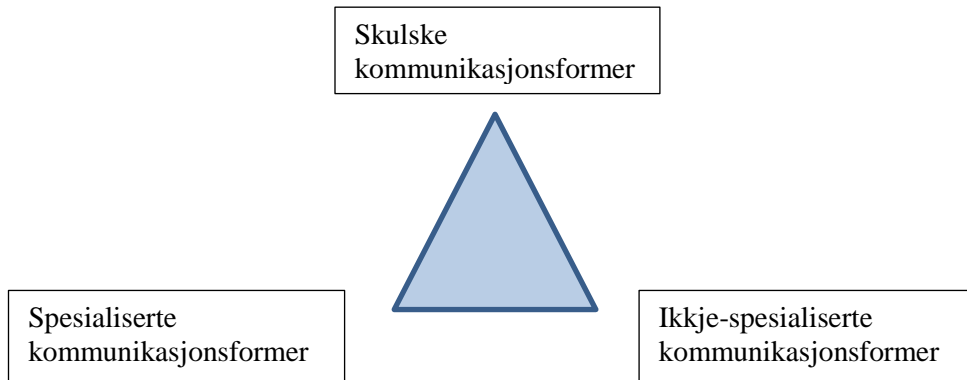 Skulske
kommunikasjonsformer
Spesialiserte
kommunikasjonsformer
Ikkje-spesialiserte
kommunikasjonsformer